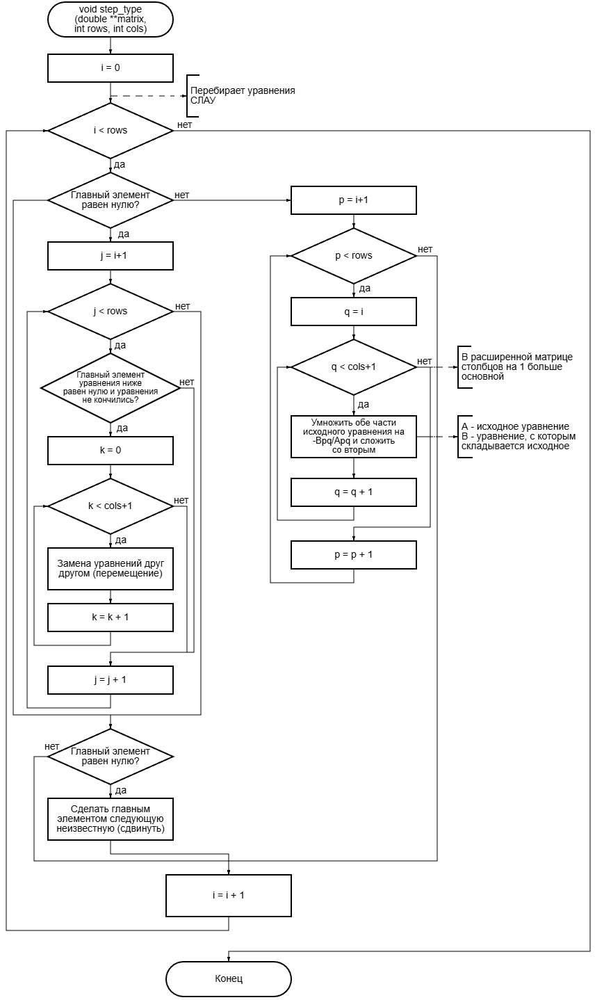 void step_type
(double **matrix,
int rows, int cols)
i = 0
Перебирает уравнения
СЛАУ
i < rows
нет
да
Главный элемент
равен нулю?
нет
p = i+1
да
j = i+1
p < rows
нет
да
j < rows
нет
q = i
да
q < cols+1
нет
В расширенной матрице
столбцов на 1 больше
основной
Главный элемент
уравнения ниже
равен нулю и уравнения
не кончились?
нет
да
да
Умножить обе части
исходного уравнения на
-Bpq/Apq и сложить
со вторым
А - исходное уравнение
В - уравнение, с которым
складывается исходное
k = 0
q = q + 1
k < cols+1
нет
да
p = p + 1
Замена уравнений друг
другом (перемещение)
k = k + 1
j = j + 1
нет
Главный элемент
равен нулю?
да
Сделать главным
элементом следующую
неизвестную (сдвинуть)
i = i + 1
Конец